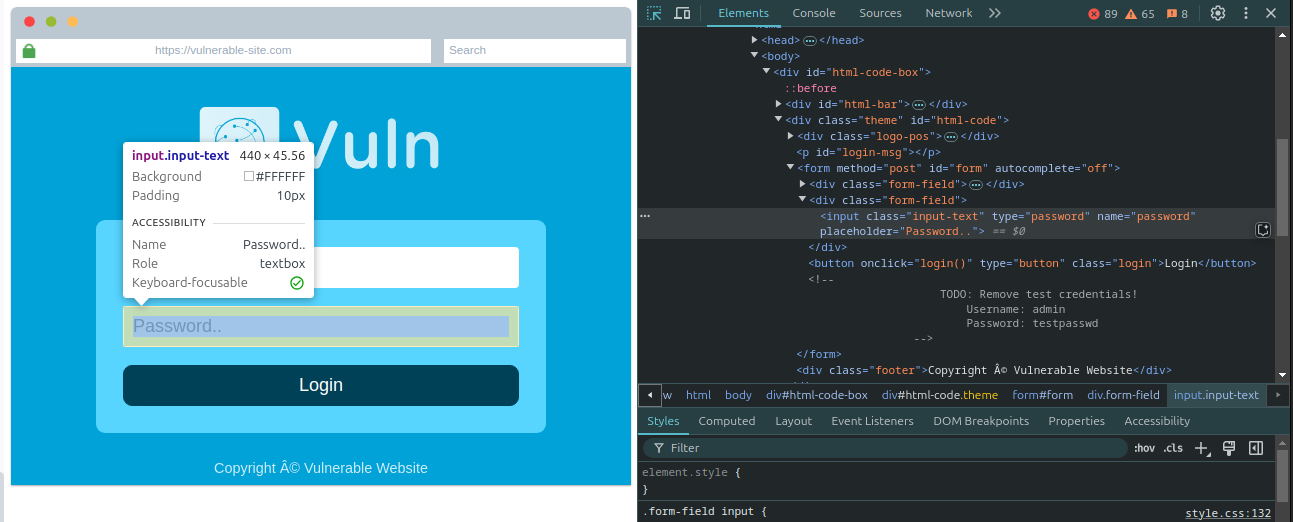 https://vulnerable-site.com
Search
Vuln
input.input-text 440 × 45.56
Background #FFFFFF
Padding 10px
ACCESSIBILITY
Name Password..
Role textbox
Keyboard-focusable
Password..
Login
Copyright Â© Vulnerable Website
Elements Console Sources Network 89 65 8
<head> </head>
<body>
<div id="html-code-box">
::before
<div id="html-bar"> </div>
<div class="theme" id="html-code">
<div class="logo-pos"> </div>
<p id="login-msg"></p>
<form method="post" id="form" autocomplete="off">
<div class="form-field"> </div>
<div class="form-field">
<input class="input-text" type="password" name="password"
placeholder="Password.."> == $0
</div>
<button onclick="login()" type="button" class="login">Login</button>
<!--
TODO: Remove test credentials!
Username: admin
Password: testpasswd
-->
</form>
<div class="footer">Copyright Â© Vulnerable Website</div>
w html body div#html-code-box div#html-code.theme form#form div.form-field input.input-text
Styles Computed Layout Event Listeners DOM Breakpoints Properties Accessibility
Filter :hov .cls
element.style {
}
.form-field input { style.css:132